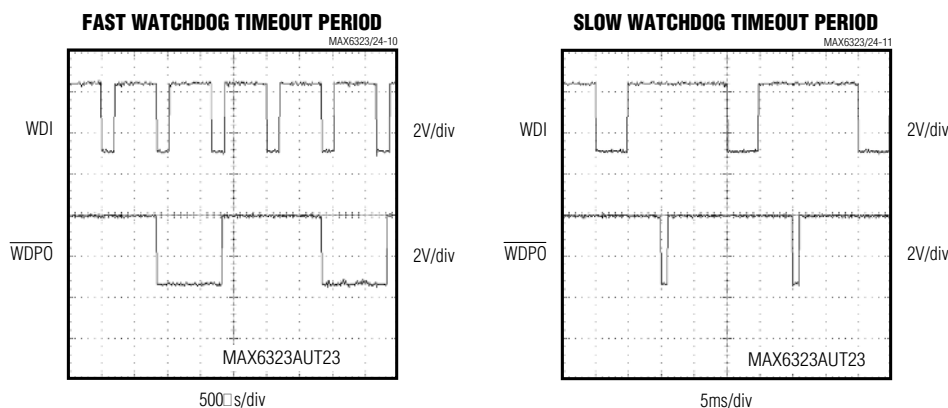 FAST WATCHDOG TIMEOUT PERIOD
MAX6323/24-10
WDI
2V/div
WDPO
2V/div
MAX6323AUT23
500□s/div
SLOW WATCHDOG TIMEOUT PERIOD
MAX6323/24-11
WDI
2V/div
WDPO
2V/div
MAX6323AUT23
5ms/div